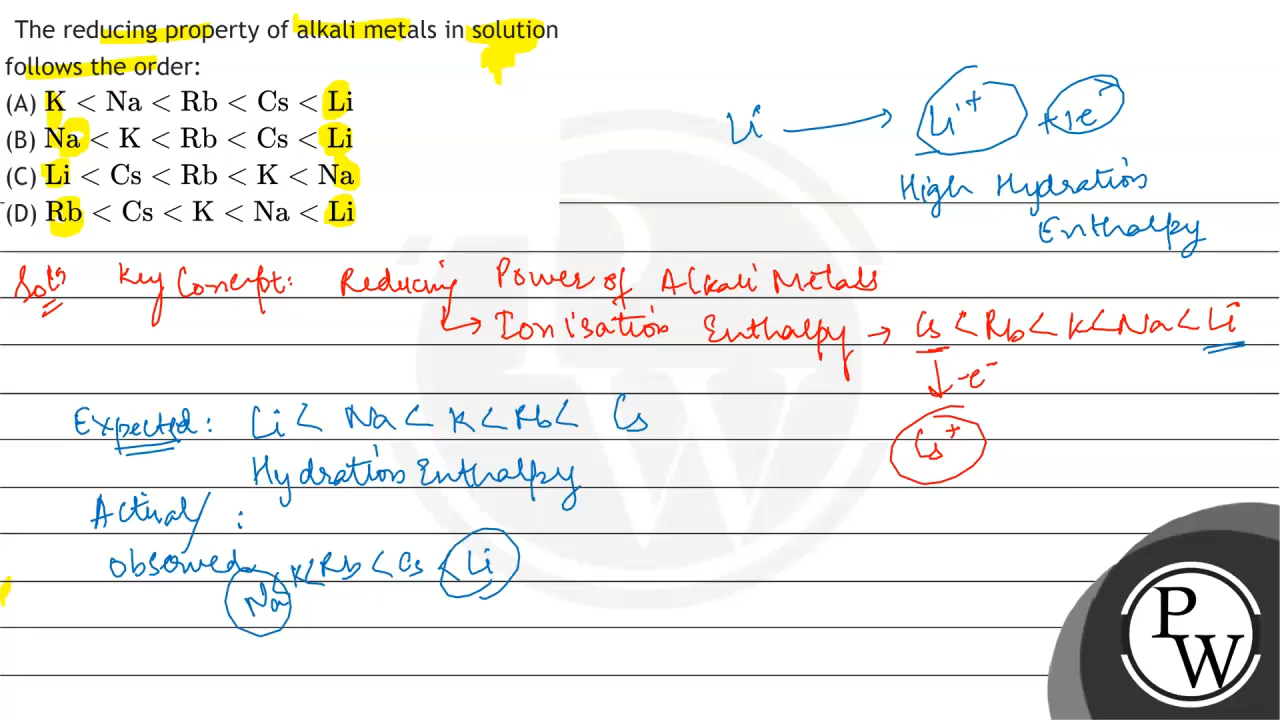 The reducing property of alkali metals in solution
follows the order:
(A) K < Na < Rb < Cs < Li
(B) Na < K < Rb < Cs < Li
(C) Li < Cs < Rb < K < Na
(D) Rb < Cs < K < Na < Li
Li → Li⁺ + 1e⁻
High Hydration
Enthalpy
Soln Key Concept: Reducing Power of Alkali Metals
↳ Ionisation Enthalpy → Cs < Rb < K < Na < Li
↓ -e⁻
Cs⁺
Expected: Li < Na < K < Rb < Cs
Hydration Enthalpy
Actual/ :
Observed Na < K < Rb < Cs < Li
P
W
PW